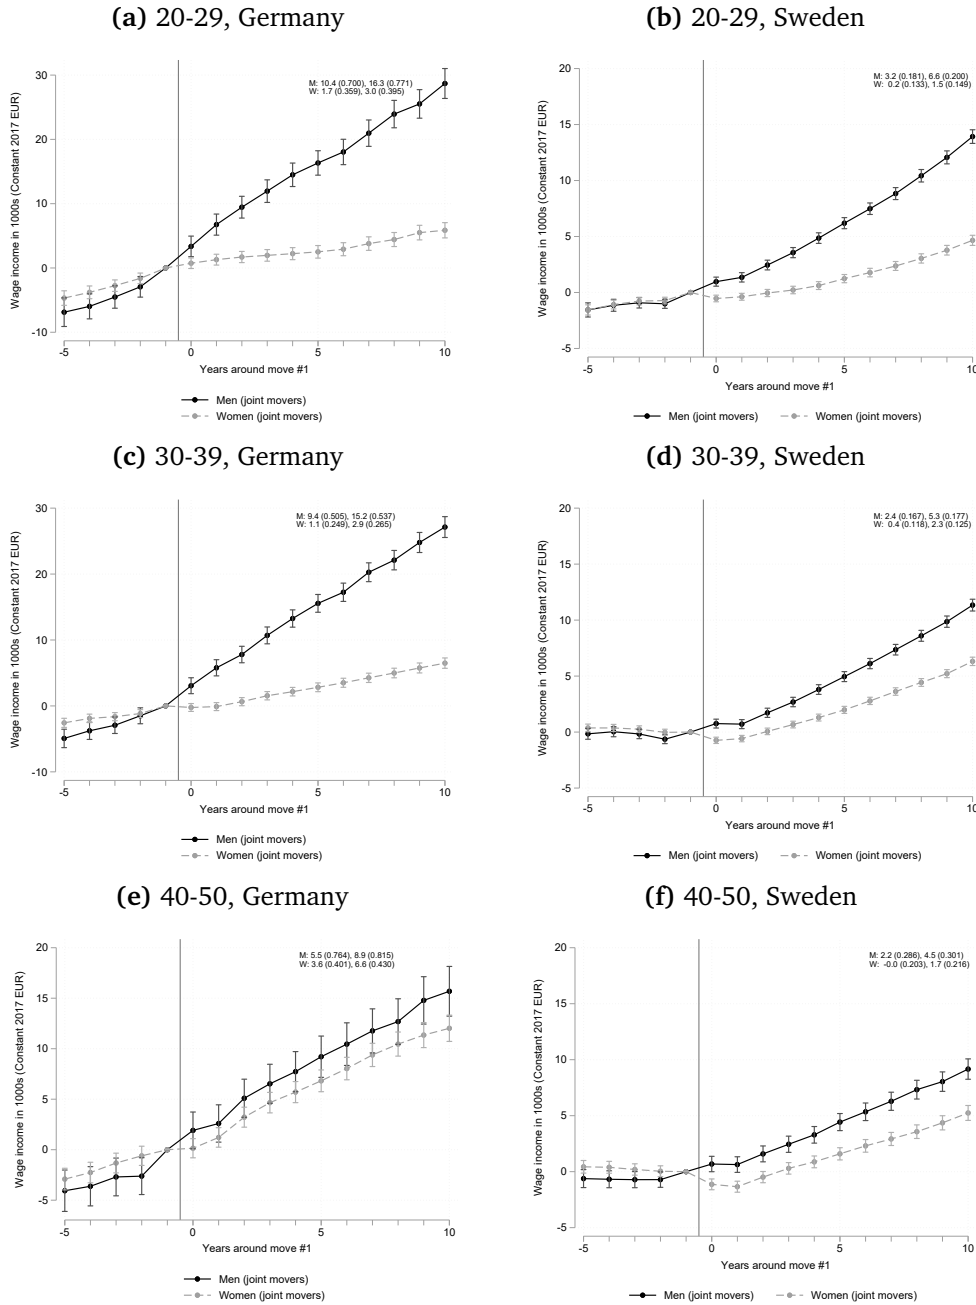 (a) 20-29, Germany
Wage income in 1000s (Constant 2017 EUR)
30
20
10
0
-10
M: 10.4 (0.700), 16.3 (0.771)
W: 1.7 (0.359), 3.0 (0.395)
-5 0 5 10
Years around move #1
Men (joint movers)
Women (joint movers)
(b) 20-29, Sweden
Wage income in 1000s (Constant 2017 EUR)
20
15
10
5
0
-5
M: 3.2 (0.181), 6.6 (0.200)
W: 0.2 (0.133), 1.5 (0.149)
-5 0 5 10
Years around move #1
Men (joint movers) Women (joint movers)
(c) 30-39, Germany
Wage income in 1000s (Constant 2017 EUR)
30
20
10
0
-10
M: 9.4 (0.505), 15.2 (0.537)
W: 1.1 (0.249), 2.9 (0.265)
-5 0 5 10
Years around move #1
Men (joint movers)
Women (joint movers)
(d) 30-39, Sweden
Wage income in 1000s (Constant 2017 EUR)
20
15
10
5
0
-5
M: 2.4 (0.167), 5.3 (0.177)
W: 0.4 (0.118), 2.3 (0.125)
-5 0 5 10
Years around move #1
Men (joint movers) Women (joint movers)
(e) 40-50, Germany
Wage income in 1000s (Constant 2017 EUR)
20
15
10
5
0
-5
M: 5.5 (0.764), 8.9 (0.815)
W: 3.6 (0.401), 6.6 (0.430)
-5 0 5 10
Years around move #1
Men (joint movers)
Women (joint movers)
(f) 40-50, Sweden
Wage income in 1000s (Constant 2017 EUR)
20
15
10
5
0
-5
M: 2.2 (0.286), 4.5 (0.301)
W: -0.0 (0.203), 1.7 (0.216)
-5 0 5 10
Years around move #1
Men (joint movers) Women (joint movers)